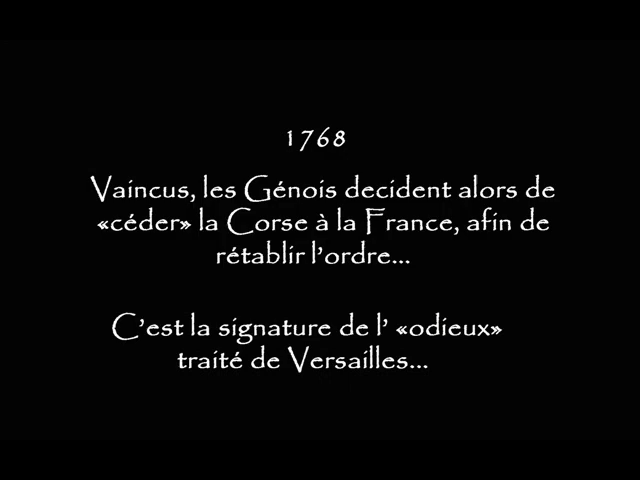 1768
Vaincus, les Génois decident alors de
«céder» la Corse à la France, afin de
rétablir l'ordre...
C'est la signature de l' «odieux»
traité de Versailles...